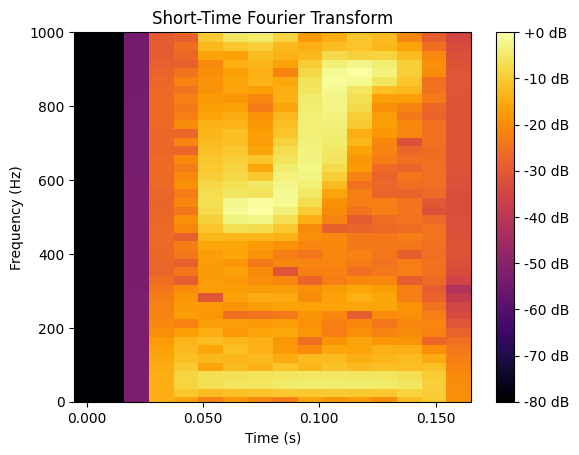 Short-Time Fourier Transform
1000
800
600
400
200
0
Frequency (Hz)
0.000
0.050
0.100
0.150
Time (s)
+0 dB
-10 dB
-20 dB
-30 dB
-40 dB
-50 dB
-60 dB
-70 dB
-80 dB